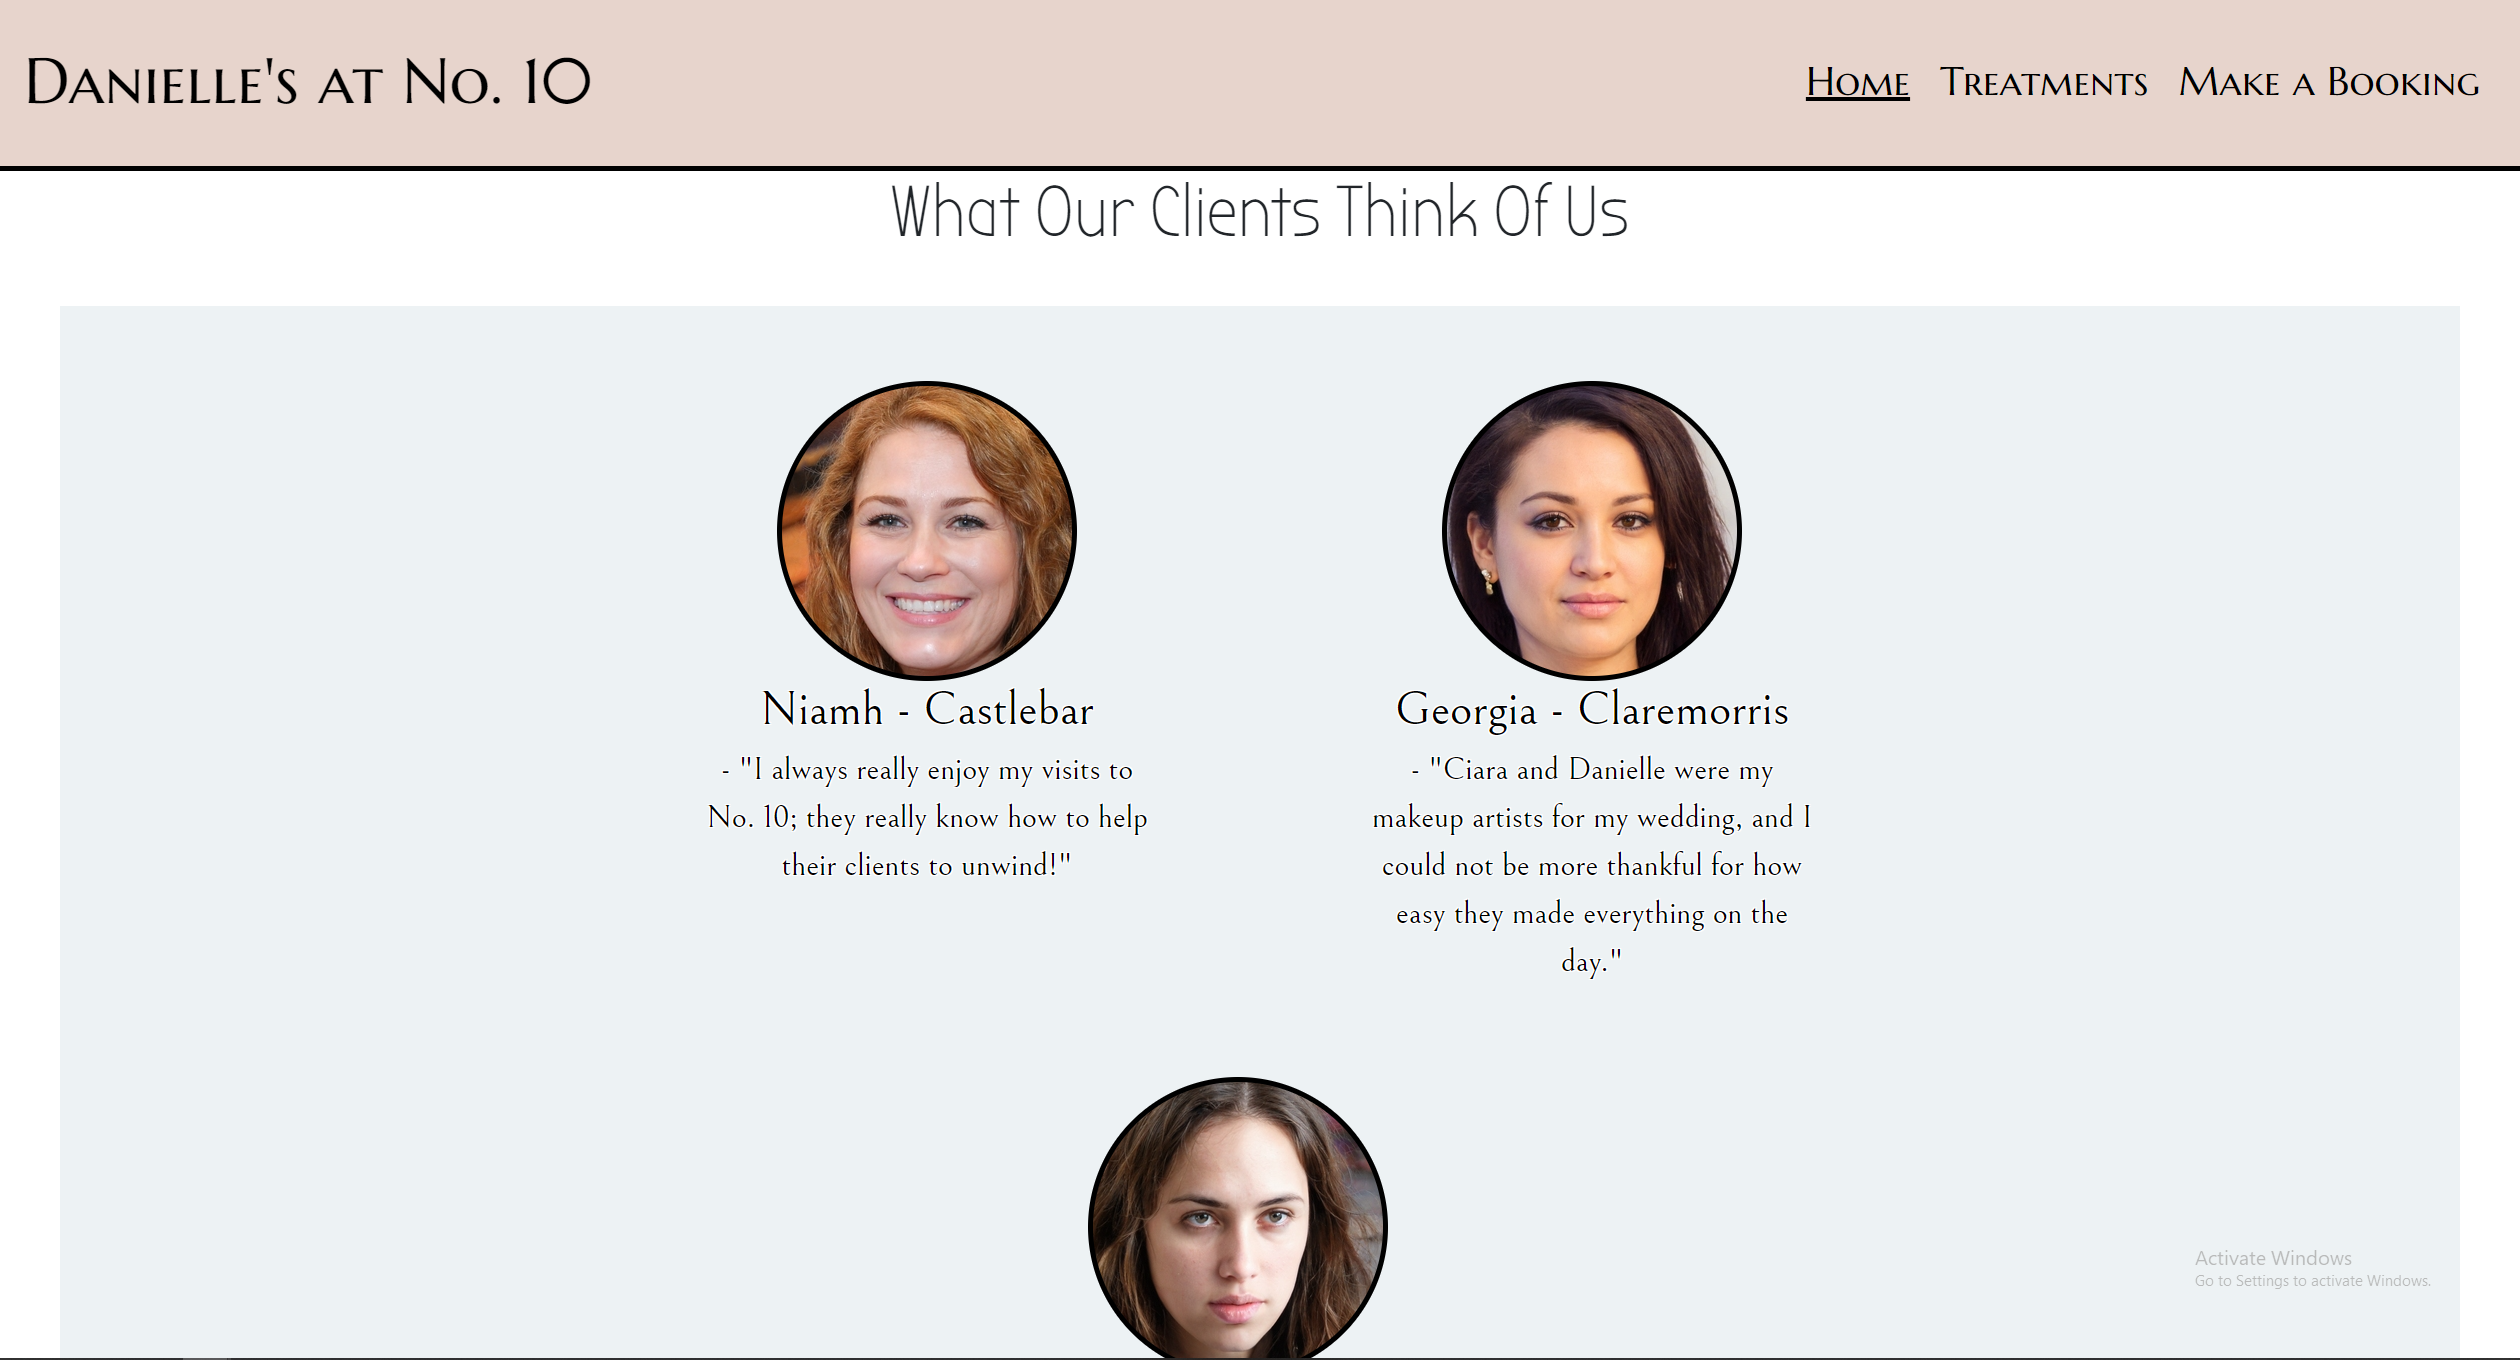 Danielle's at No. 10
Home Treatments Make a Booking
What Our Clients Think Of Us
Niamh - Castlebar
- "I always really enjoy my visits to
No. 10; they really know how to help
their clients to unwind!"
Georgia - Claremorris
- "Ciara and Danielle were my
makeup artists for my wedding, and I
could not be more thankful for how
easy they made everything on the
day."
Activate Windows
Go to Settings to activate Windows.